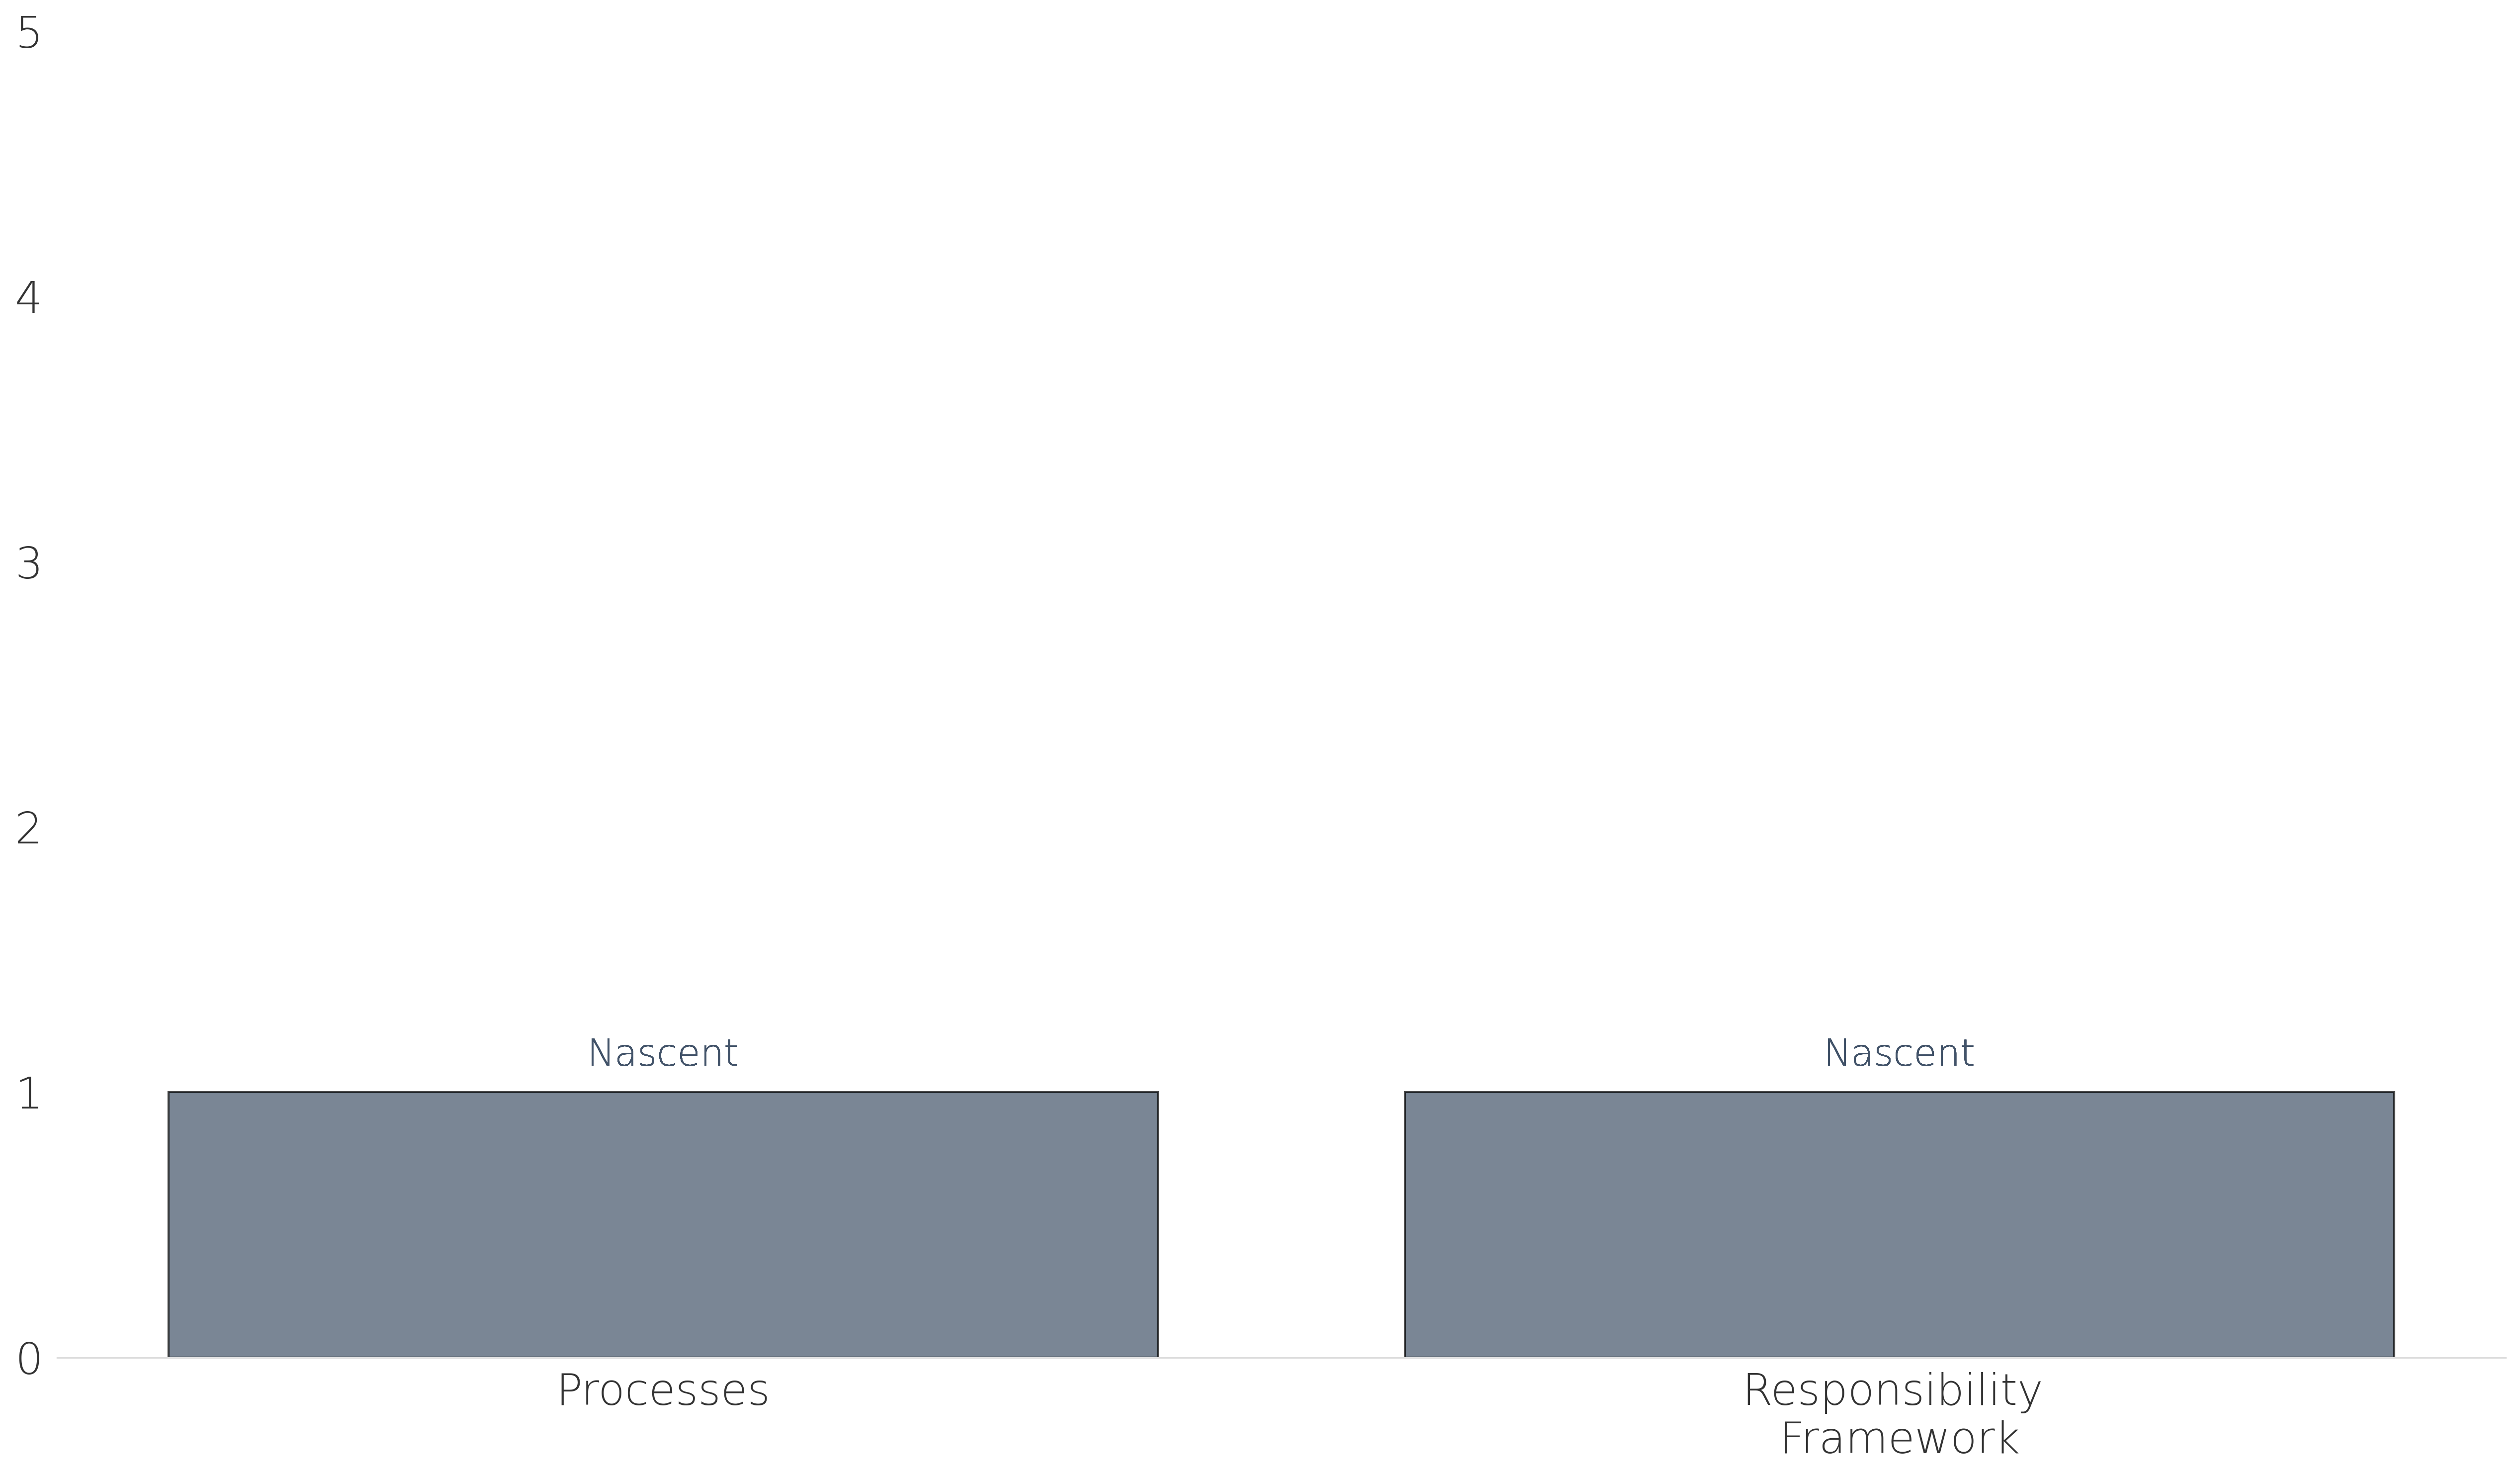 5
4
3
2
1
0
Nascent
Nascent
Processes
Responsibility
Framework